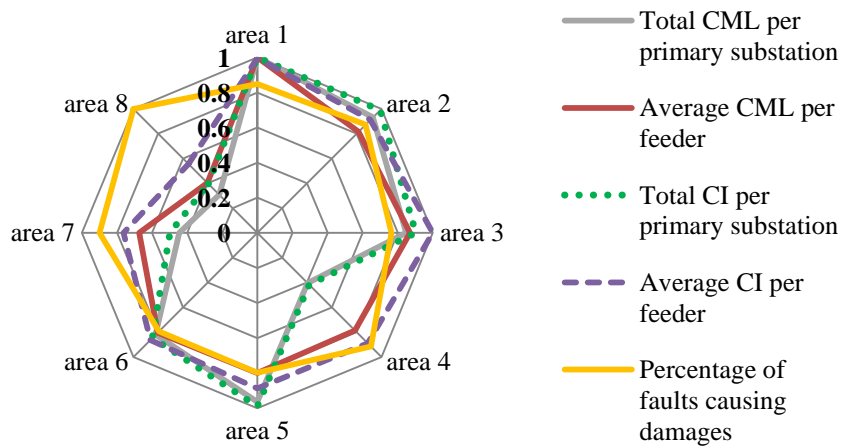 area 1
1
0.8
0.6
0.4
0.2
0
area 2
area 3
area 4
area 5
area 6
area 7
area 8
Total CML per
primary substation
Average CML per
feeder
Total CI per
primary substation
Average CI per
feeder
Percentage of
faults causing
damages